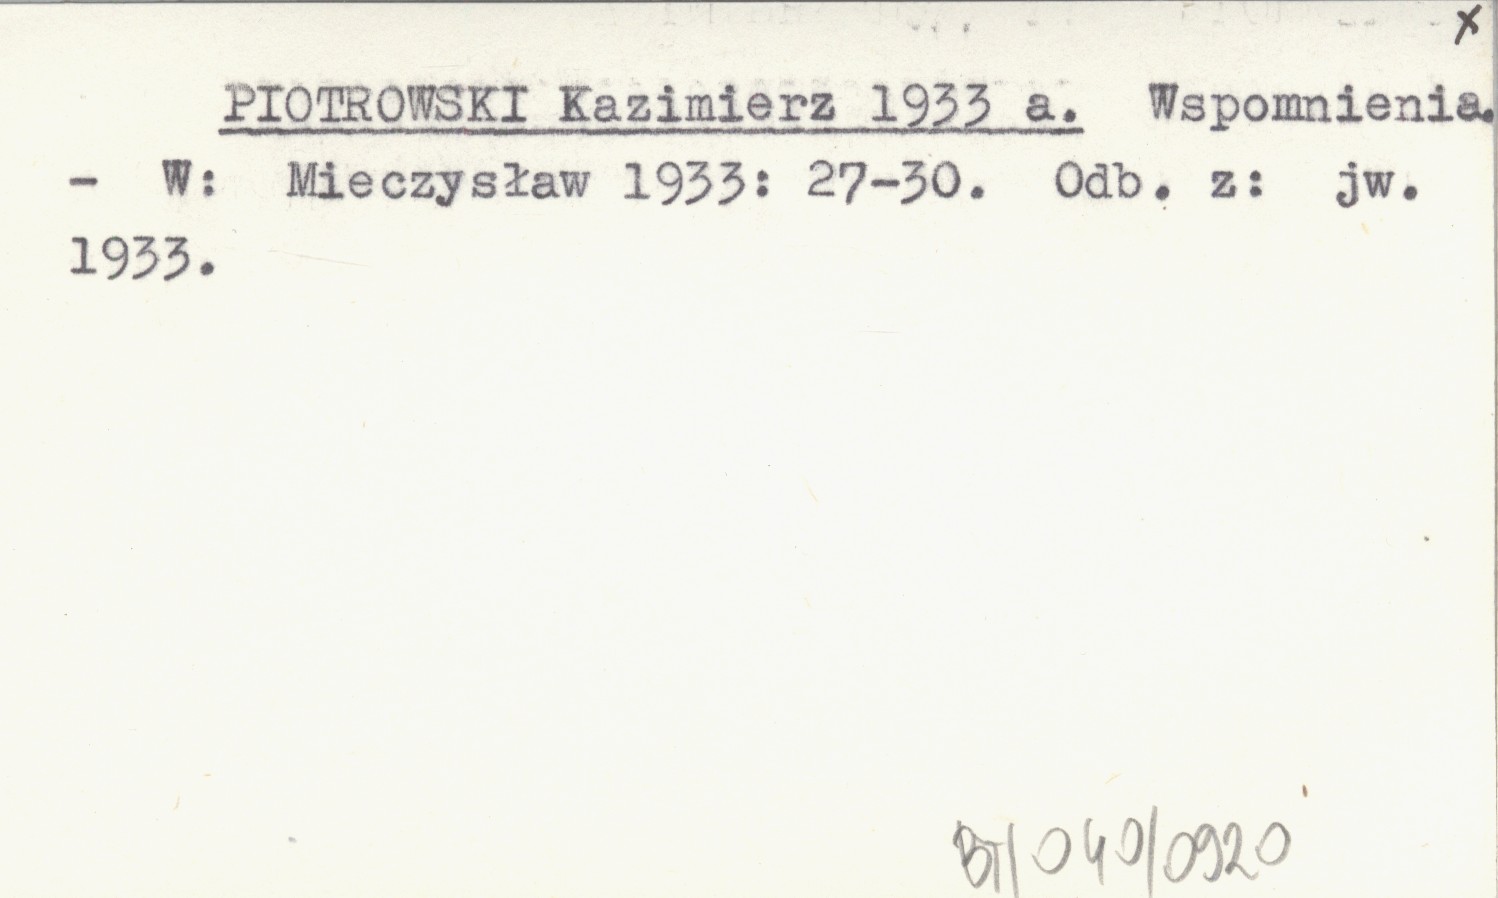 x
PIOTROWSKI Kazimierz 1933 a. Wspomnienia.
- W: Mieczysław 1933: 27-30. Odb. z: jw.
1933.
BT/040/0920